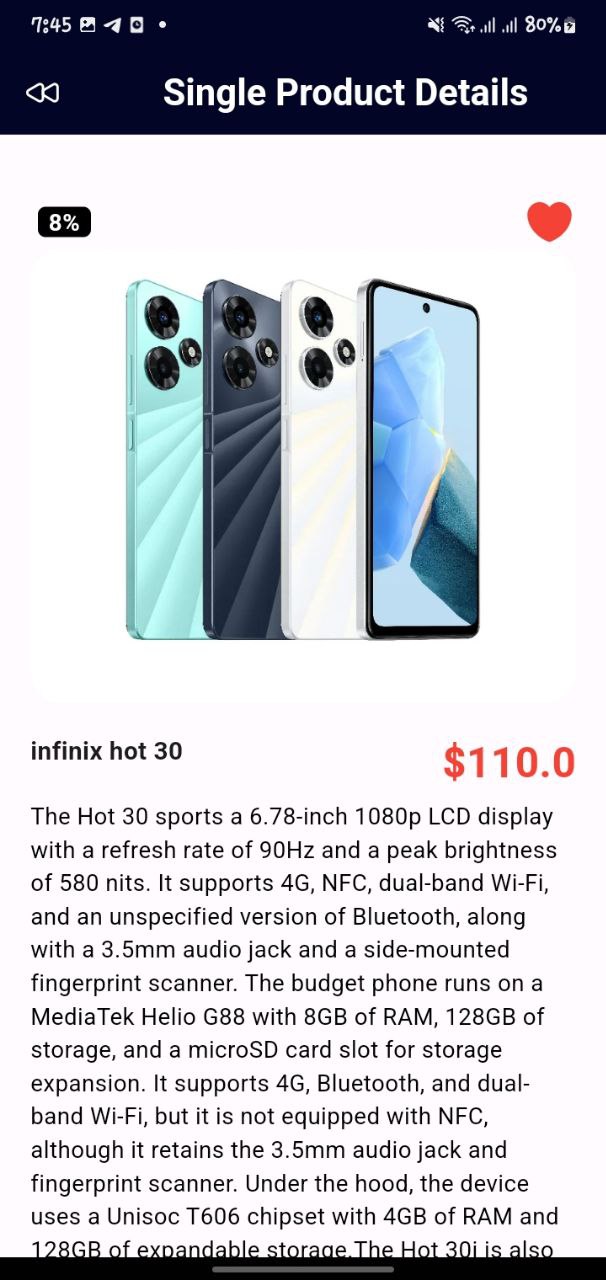 7:45
80%
Single Product Details
8%
infinix hot 30
$110.0
The Hot 30 sports a 6.78-inch 1080p LCD display
with a refresh rate of 90Hz and a peak brightness
of 580 nits. It supports 4G, NFC, dual-band Wi-Fi,
and an unspecified version of Bluetooth, along
with a 3.5mm audio jack and a side-mounted
fingerprint scanner. The budget phone runs on a
MediaTek Helio G88 with 8GB of RAM, 128GB of
storage, and a microSD card slot for storage
expansion. It supports 4G, Bluetooth, and dual-
band Wi-Fi, but it is not equipped with NFC,
although it retains the 3.5mm audio jack and
fingerprint scanner. Under the hood, the device
uses a Unisoc T606 chipset with 4GB of RAM and
128GB of expandable storage.The Hot 30i is also